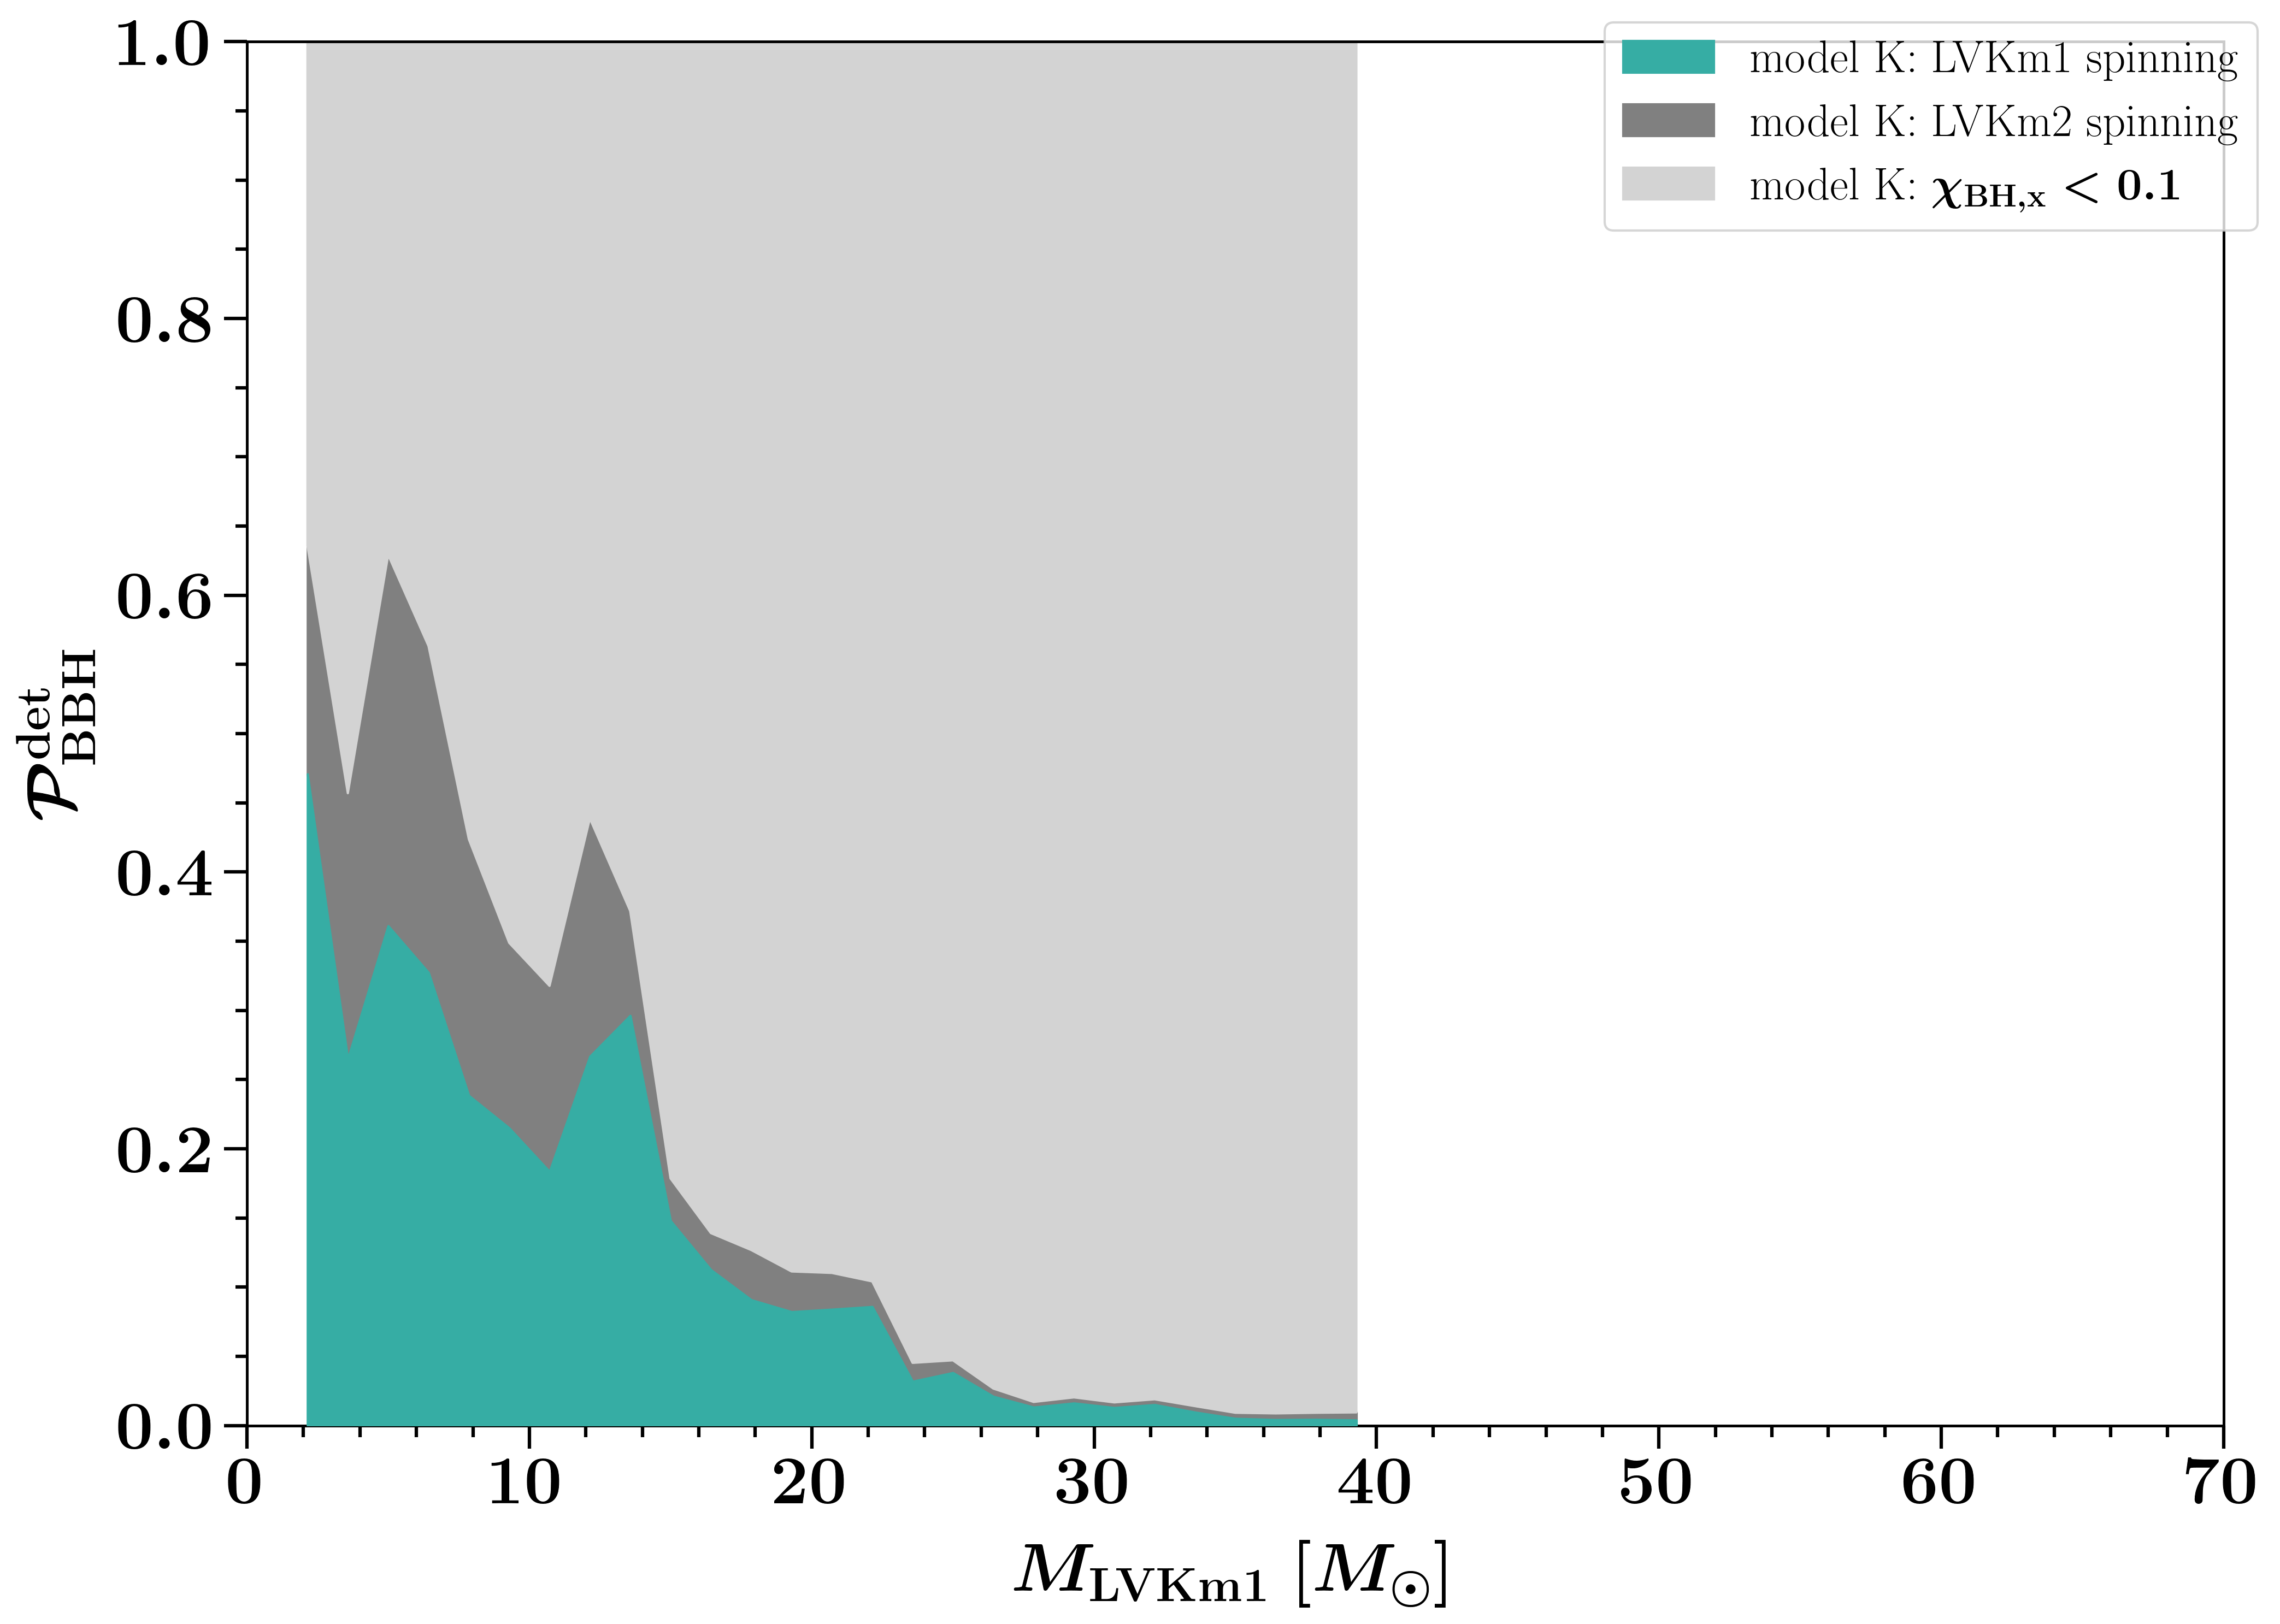 model K: LVKm1 spinning
model K: LVKm2 spinning
model K: χBH,x < 0.1
1.0
0.8
0.6
0.4
0.2
0.0
𝒫detBBH
0 10 20 30 40 50 60 70
MLVKm1 [M⊙]